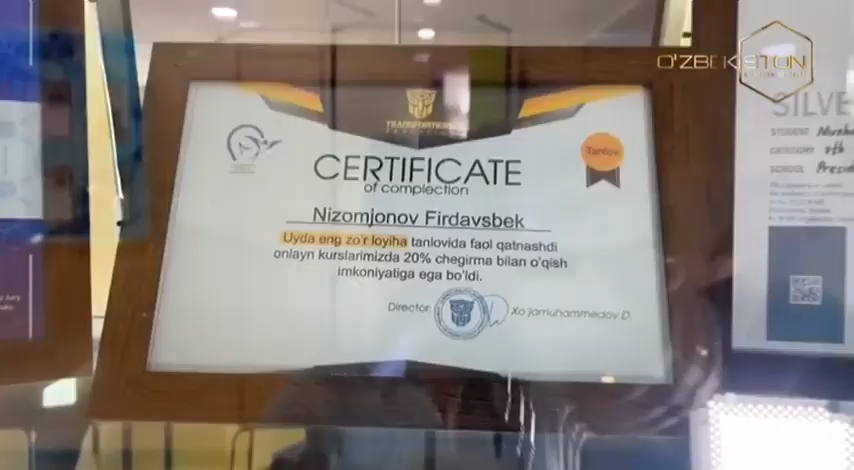 O'ZBEKISTON
TRANSFORMERS
CERTIFICATE
of complection
Tanlov
Nizomjonov Firdavsbek
Uyda eng zo'r loyiha tanlovida faol qatnashdi
onlayn kurslarimizda 20% chegirma bilan o'qish
imkoniyatiga ega bo'ldi.
Director:
Xo'jamuhammedov D.
SILVE
STUDENT
CATEGORY
SCHOOL